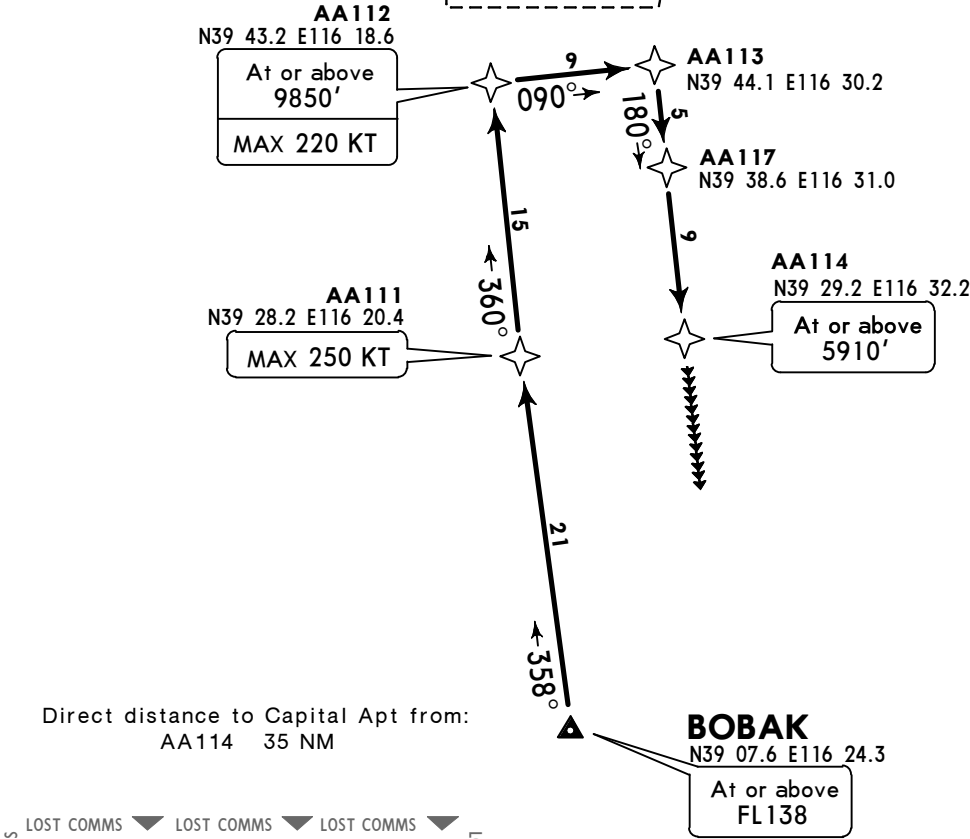 AA112
N39 43.2 E116 18.6
At or above
9850'
MAX 220 KT
9
090°
AA113
N39 44.1 E116 30.2
180°
5
AA117
N39 38.6 E116 31.0
15
9
360°
AA114
N39 29.2 E116 32.2
At or above
5910'
AA111
N39 28.2 E116 20.4
MAX 250 KT
21
358°
Direct distance to Capital Apt from:
AA114 35 NM
BOBAK
N39 07.6 E116 24.3
At or above
FL138
LOST COMMS LOST COMMS LOST COMMS